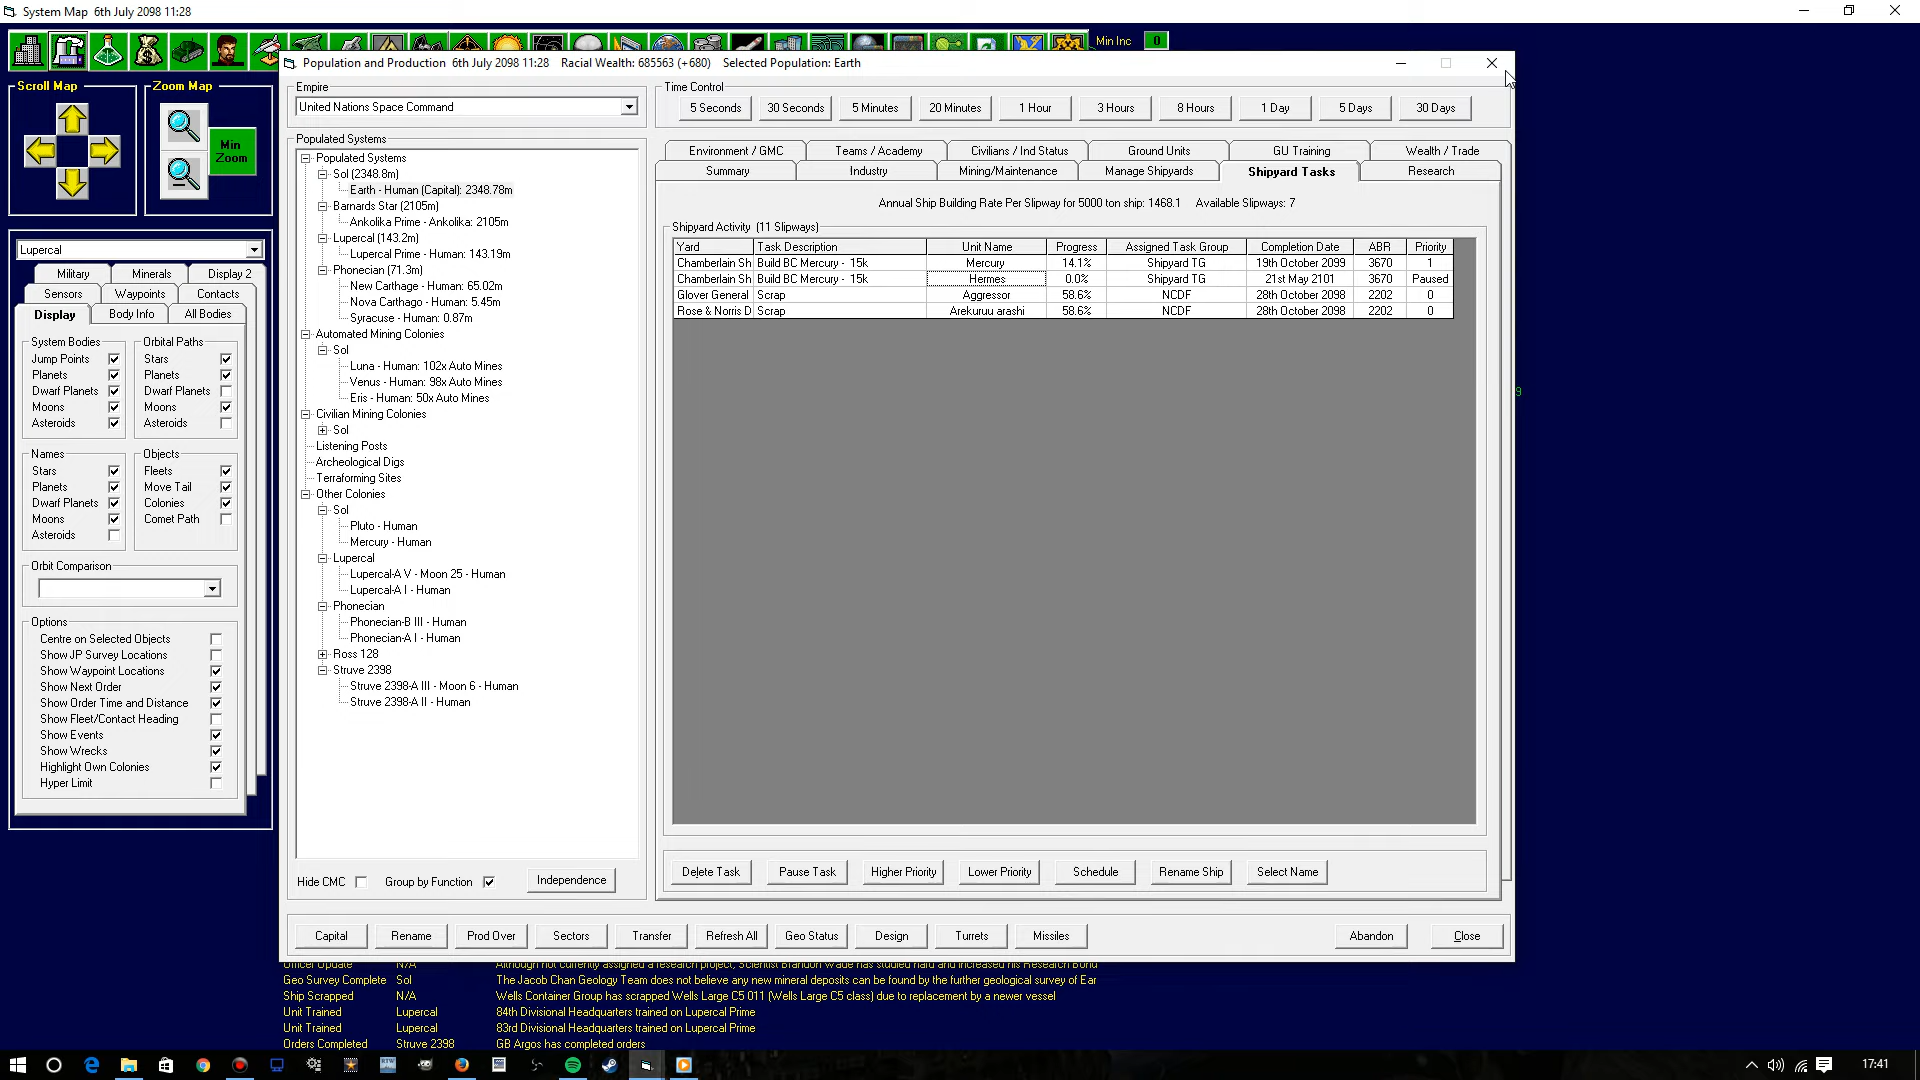 System Map   6th July 2098 11:28
Min Inc   0
Scroll Map
Zoom Map
Min Zoom
Lupercal
Military   Minerals   Display 2
Sensors   Waypoints   Contacts
Display   Body Info   All Bodies
System Bodies   Orbital Paths
Jump Points   Stars
Planets   Planets
Dwarf Planets   Dwarf Planets
Moons   Moons
Asteroids   Asteroids
Names   Objects
Stars   Fleets
Planets   Move Tail
Dwarf Planets   Colonies
Moons   Comet Path
Asteroids
Orbit Comparison
Options
Centre on Selected Objects
Show JP Survey Locations
Show Waypoint Locations
Show Next Order
Show Order Time and Distance
Show Fleet/Contact Heading
Show Events
Show Wrecks
Highlight Own Colonies
Hyper Limit
Population and Production   6th July 2098 11:28   Racial Wealth: 685563 (+680)   Selected Population: Earth
Empire
United Nations Space Command
Populated Systems
Populated Systems
Sol (2348.8m)
Earth - Human (Capital): 2348.78m
Barnards Star (2105m)
Ankolika Prime - Ankolika: 2105m
Lupercal (143.2m)
Lupercal Prime - Human: 143.19m
Phonecian (71.3m)
New Carthage - Human: 65.02m
Nova Carthago - Human: 5.45m
Syracuse - Human: 0.87m
Automated Mining Colonies
Sol
Luna - Human: 102x Auto Mines
Venus - Human: 98x Auto Mines
Eris - Human: 50x Auto Mines
Civilian Mining Colonies
Sol
Listening Posts
Archeological Digs
Terraforming Sites
Other Colonies
Sol
Pluto - Human
Mercury - Human
Lupercal
Lupercal-A V - Moon 25 - Human
Lupercal-A I - Human
Phonecian
Phonecian-B III - Human
Phonecian-A I - Human
Ross 128
Struve 2398
Struve 2398-A III - Moon 6 - Human
Struve 2398-A II - Human
Hide CMC   Group by Function   Independence
Time Control
5 Seconds   30 Seconds   5 Minutes   20 Minutes   1 Hour   3 Hours   8 Hours   1 Day   5 Days   30 Days
Environment / GMC   Teams / Academy   Civilians / Ind Status   Ground Units   GU Training   Wealth / Trade
Summary   Industry   Mining/Maintenance   Manage Shipyards   Shipyard Tasks   Research
Annual Ship Building Rate Per Slipway for 5000 ton ship: 1468.1   Available Slipways: 7
Shipyard Activity  (11 Slipways)
Yard   Task Description   Unit Name   Progress   Assigned Task Group   Completion Date   ABR   Priority
Chamberlain Sh   Build BC Mercury -  15k   Mercury   14.1%   Shipyard TG   19th October 2099   3670   1
Chamberlain Sh   Build BC Mercury -  15k   Hermes   0.0%   Shipyard TG   21st May 2101   3670   Paused
Glover General   Scrap   Aggressor   58.6%   NCDF   28th October 2098   2202   0
Rose & Norris D   Scrap   Arekuruu arashi   58.6%   NCDF   28th October 2098   2202   0
9
Delete Task   Pause Task   Higher Priority   Lower Priority   Schedule   Rename Ship   Select Name
Capital   Rename   Prod Over   Sectors   Transfer   Refresh All   Geo Status   Design   Turrets   Missiles   Abandon   Close
Officer Update   N/A   Although not currently assigned a research project, Scientist Brandon Wade has studied hard and increased his Research Bonu
Geo Survey Complete   Sol   The Jacob Chan Geology Team does not believe any new mineral deposits can be found by the further geological survey of Ear
Ship Scrapped   N/A   Wells Container Group has scrapped Wells Large C5 011 (Wells Large C5 class) due to replacement by a newer vessel
Unit Trained   Lupercal   84th Divisional Headquarters trained on Lupercal Prime
Unit Trained   Lupercal   83rd Divisional Headquarters trained on Lupercal Prime
Orders Completed   Struve 2398   GB Argos has completed orders
17:41